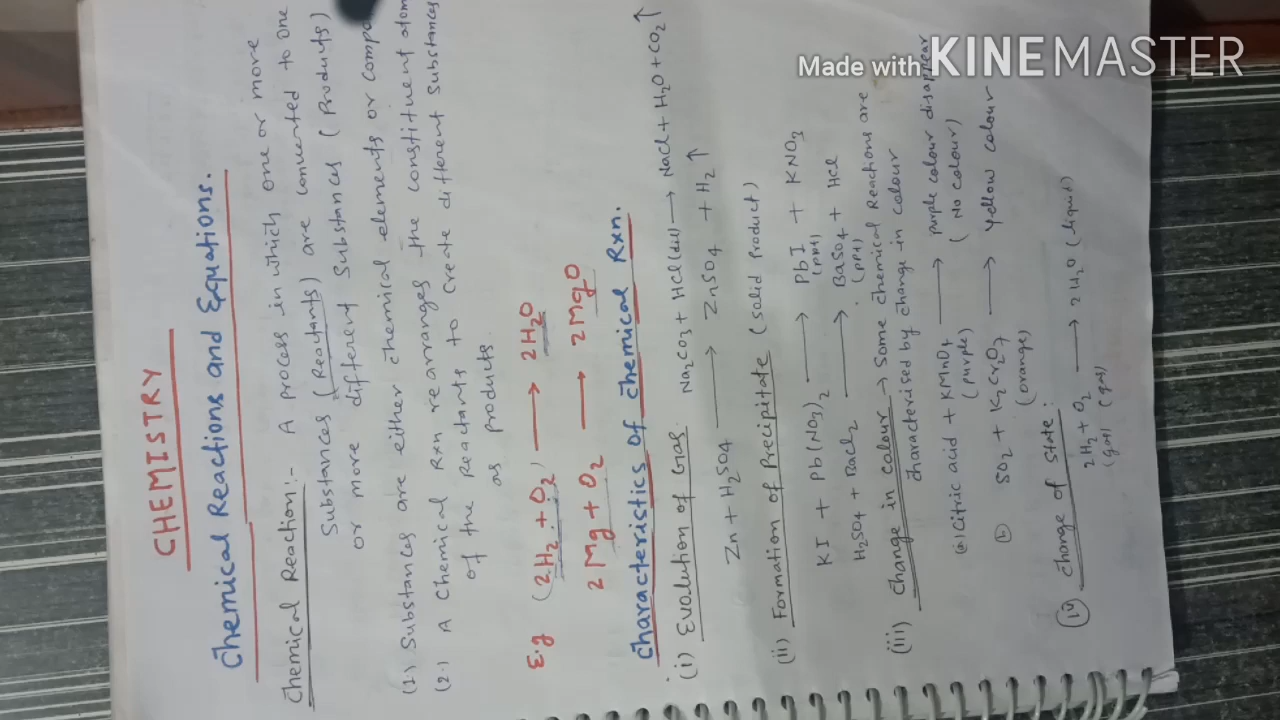 CHEMISTRY
Chemical Reactions and Equations.
Chemical Reaction:- A process in which one or more
Substances (Reactants) are converted to one
or more different Substances (Products)
(1.) Substances are either chemical elements or compo
(2.) A Chemical Rxn rearranges the constituent atom
of the Reactants to create different Substances
as products.
E.g (2H2 + O2) → 2H2O
2Mg + O2 → 2MgO
Characteristics of chemical Rxn.
(i) Evolution of Gas. Na2CO3 + HCl(dil) → NaCl + H2O + CO2↑
Zn + H2SO4 → ZnSO4 + H2↑
(ii) Formation of Precipitate (solid Product)
KI + Pb(NO3)2 → PbI + KNO3
(PPt)
H2SO4 + BaCl2 → BaSO4 + HCl
(PPt)
(iii) Change in Colour → Some chemical Reactions are
characterised by change in colour
(a) Citric acid + KMnO4 → purple colour disappear
(purple) (No colour)
SO2 + K2Cr2O7 → Yellow colour
(orange)
(iv) Change of State:
2H2 + O2 → 2H2O (liquid)
(gas) (gas)
Made with KINEMASTER